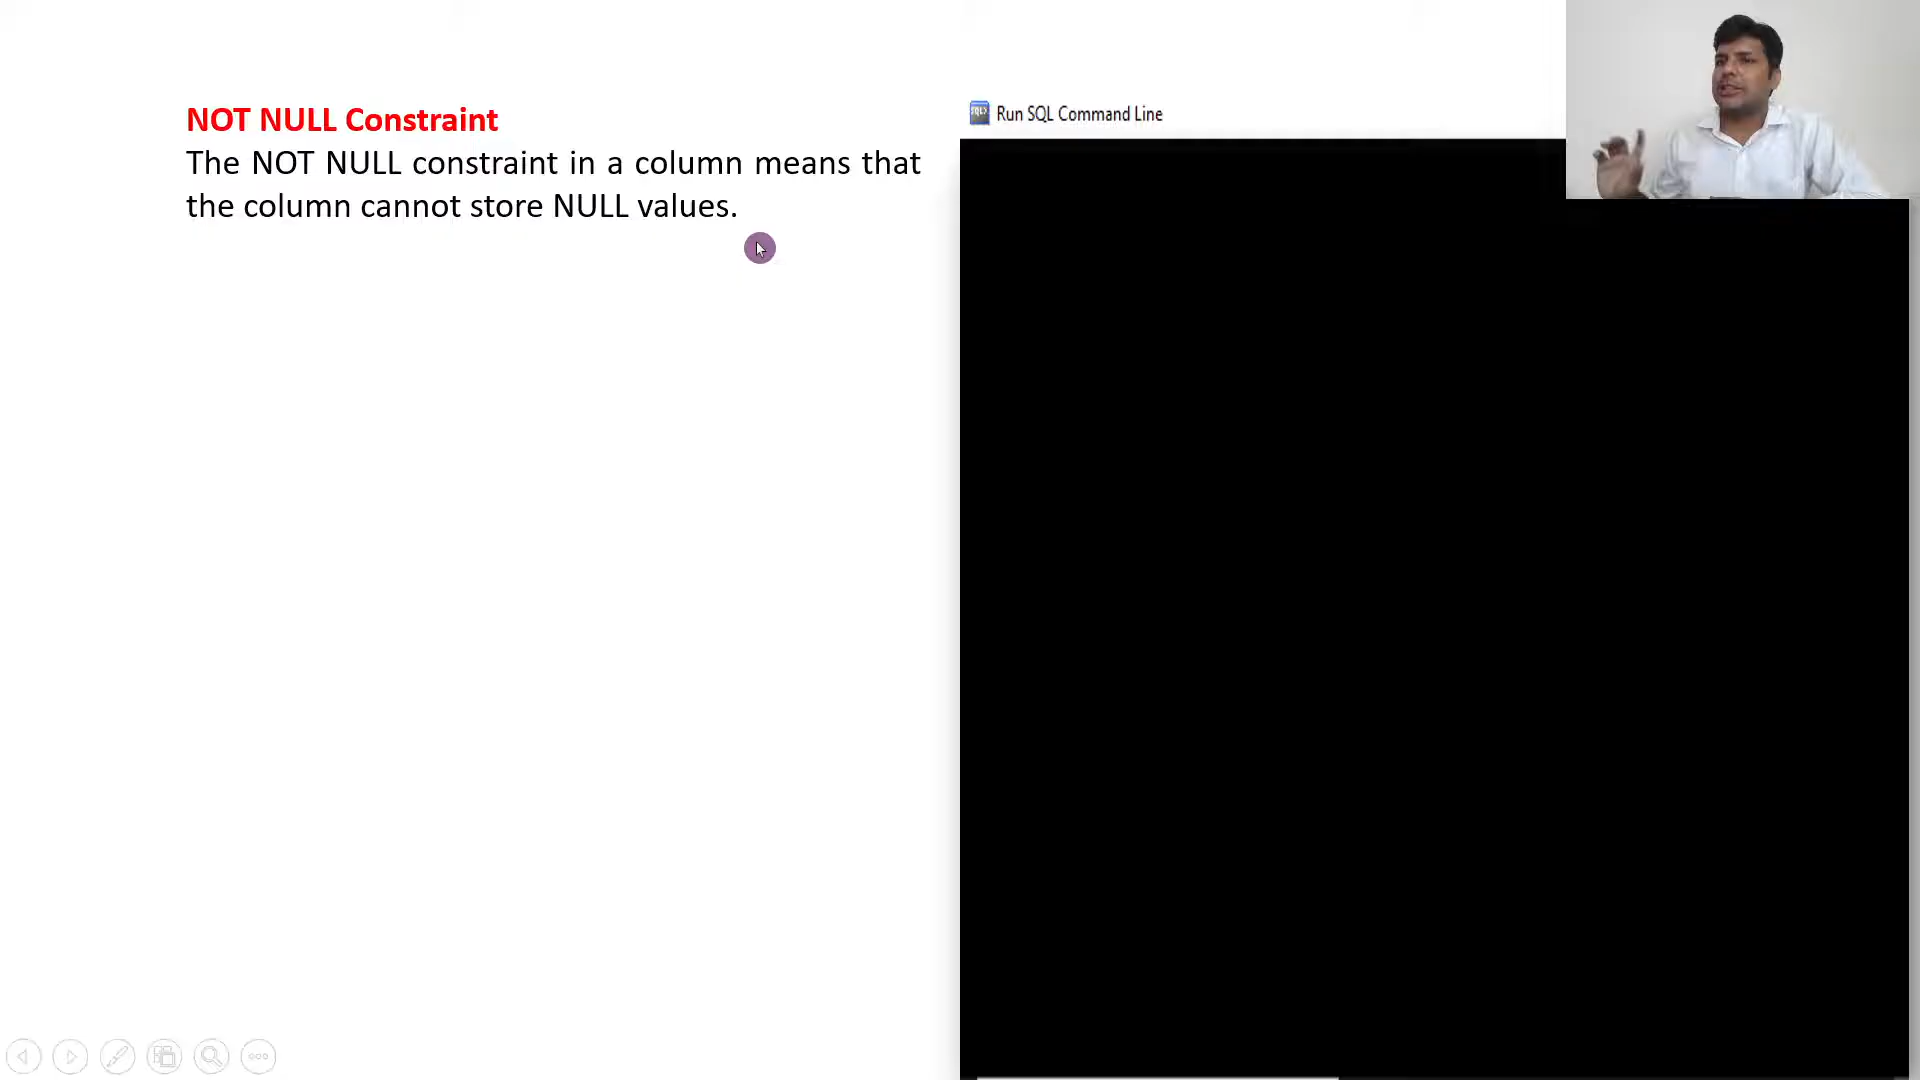 NOT NULL Constraint
The NOT NULL constraint in a column means that
the column cannot store NULL values.
Run SQL Command Line